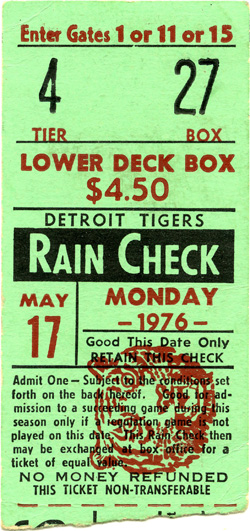 Enter Gates 1 or 11 or 15
4 27
TIER BOX
LOWER DECK BOX
$4.50
DETROIT TIGERS
RAIN CHECK
MAY MONDAY
17 –1976–
Good This Date Only
RETAIN THIS CHECK
Admit One— Subject to the conditions set
forth on the back hereof. Good for ad-
mission to a succeeding game during this
season only if a regulation game is not
played on this date. This Rain Check then
may be exchanged at box office for a
ticket of equal value.
NO MONEY REFUNDED
THIS TICKET NON-TRANSFERABLE